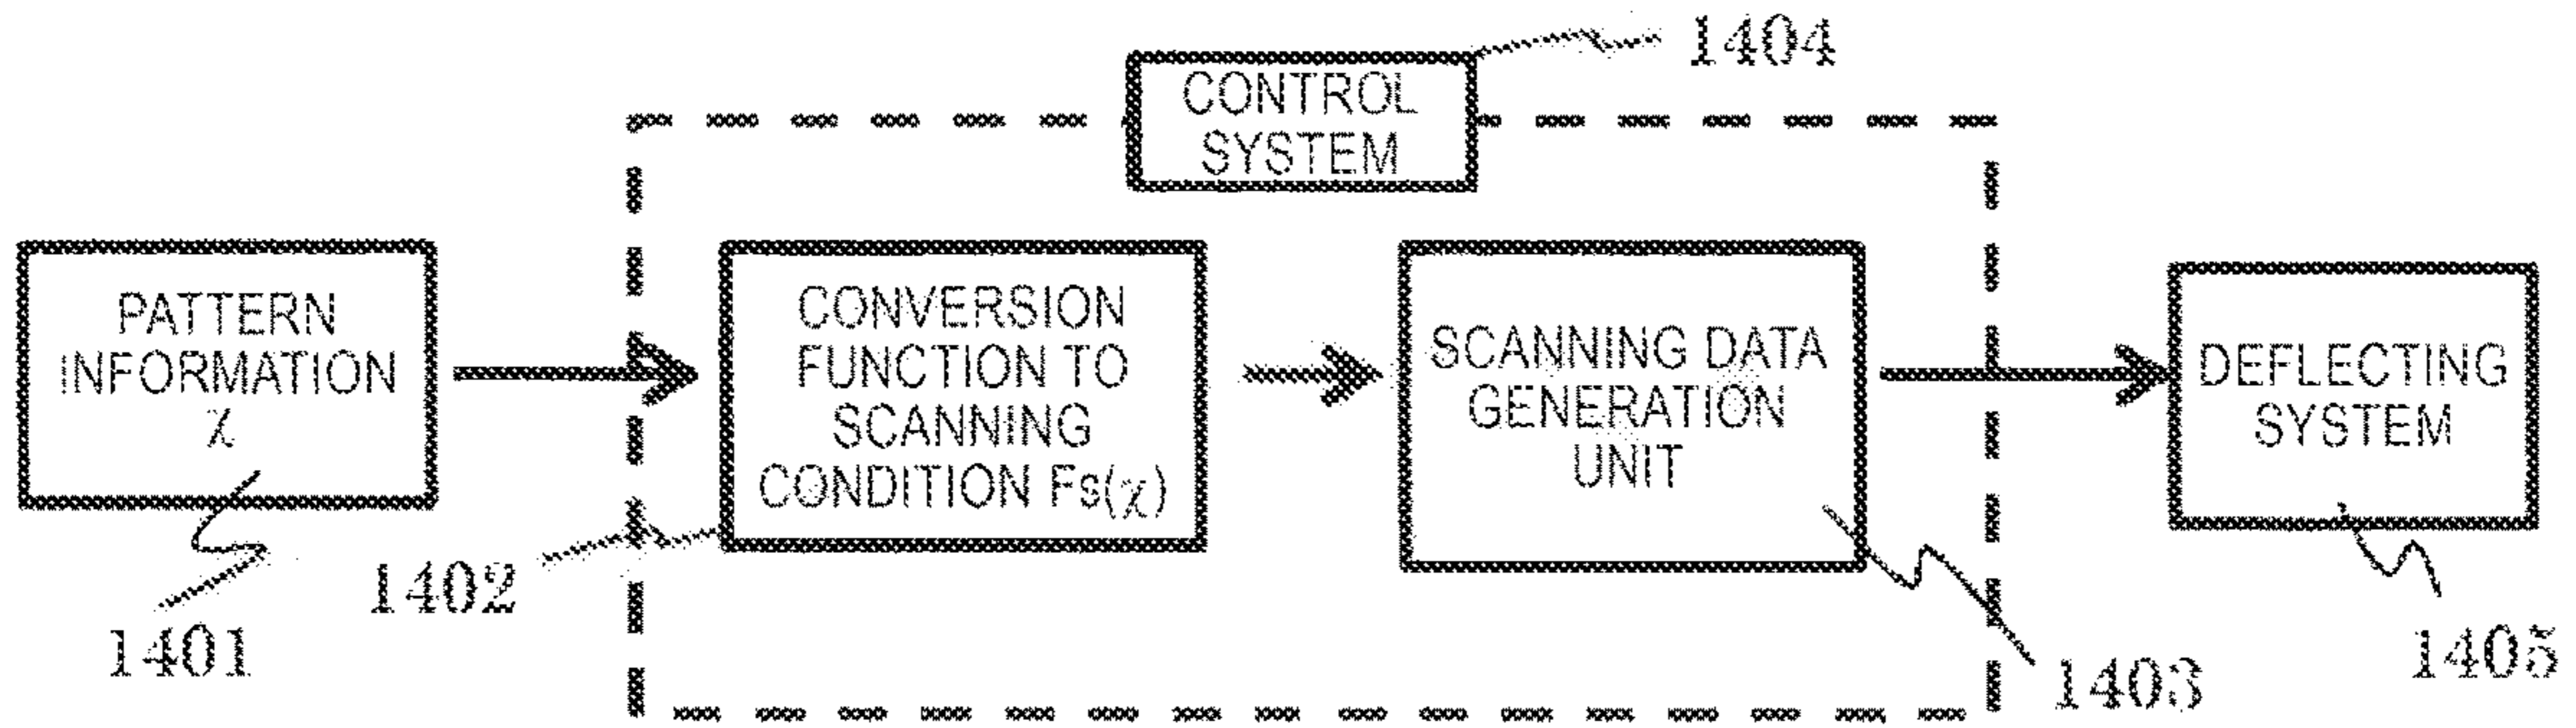 1404
CONTROL
SYSTEM
PATTERN
INFORMATION
χ
CONVERSION
FUNCTION TO
SCANNING
CONDITION Fs(χ)
SCANNING DATA
GENERATION
UNIT
DEFLECTING
SYSTEM
1401
1402
1403
1405